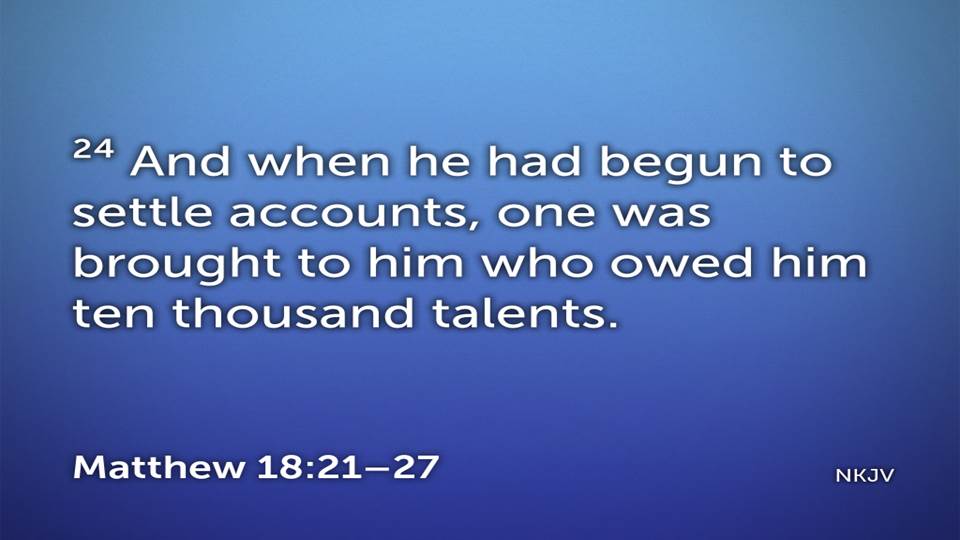 24 And when he had begun to
settle accounts, one was
brought to him who owed him
ten thousand talents.
Matthew 18:21–27
NKJV